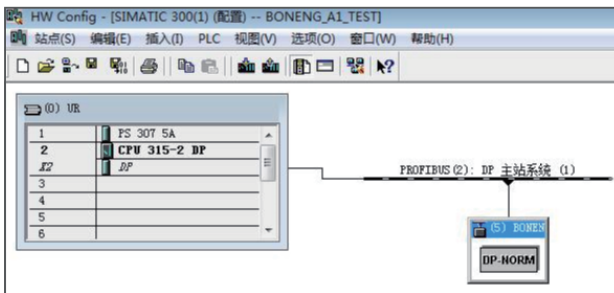 HW Config - [SIMATIC 300(1) (配置) -- BONENG_A1_TEST]
站点(S) 编辑(E) 插入(I) PLC 视图(V) 选项(O) 窗口(W) 帮助(H)
(0) UR
1 PS 307 5A
2 CPU 315-2 DP
X2 DP
3
4
5
6
PROFIBUS(2): DP 主站系统 (1)
(5) BONEN
DP-NORM